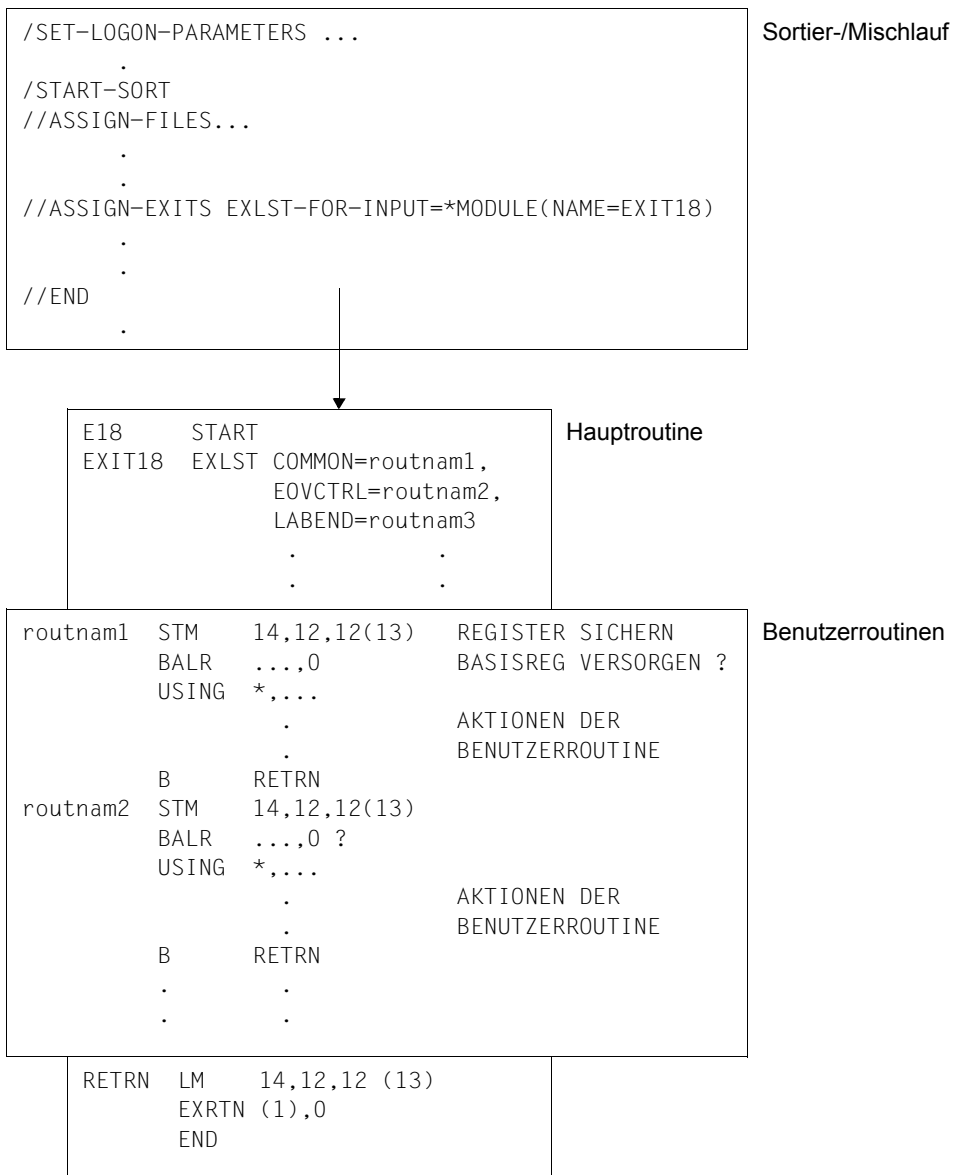 /SET-LOGON-PARAMETERS ... Sortier-/Mischlauf
.
/START-SORT
//ASSIGN-FILES...
.
.
//ASSIGN-EXITS EXLST-FOR-INPUT=*MODULE(NAME=EXIT18)
.
.
//END
.
E18 START Hauptroutine
EXIT18 EXLST COMMON=routnam1,
EOVCTRL=routnam2,
LABEND=routnam3
. .
. .
routnam1 STM 14,12,12(13) REGISTER SICHERN Benutzerroutinen
BALR ...,0 BASISREG VERSORGEN ?
USING *,...
. AKTIONEN DER
. BENUTZERROUTINE
B RETRN
routnam2 STM 14,12,12(13)
BALR ...,0 ?
USING *,...
. AKTIONEN DER
. BENUTZERROUTINE
B RETRN
. .
. .
RETRN LM 14,12,12 (13)
EXRTN (1),0
END